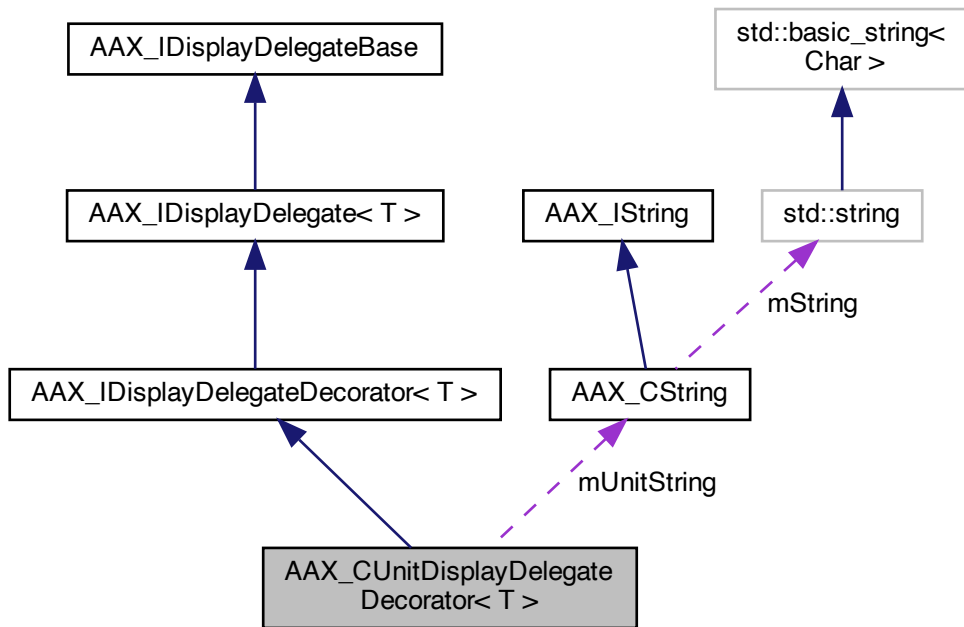 AAX_IDisplayDelegateBase
std::basic_string<
Char >
AAX_IDisplayDelegate< T >
AAX_IString
std::string
mString
AAX_IDisplayDelegateDecorator< T >
AAX_CString
mUnitString
AAX_CUnitDisplayDelegate
Decorator< T >